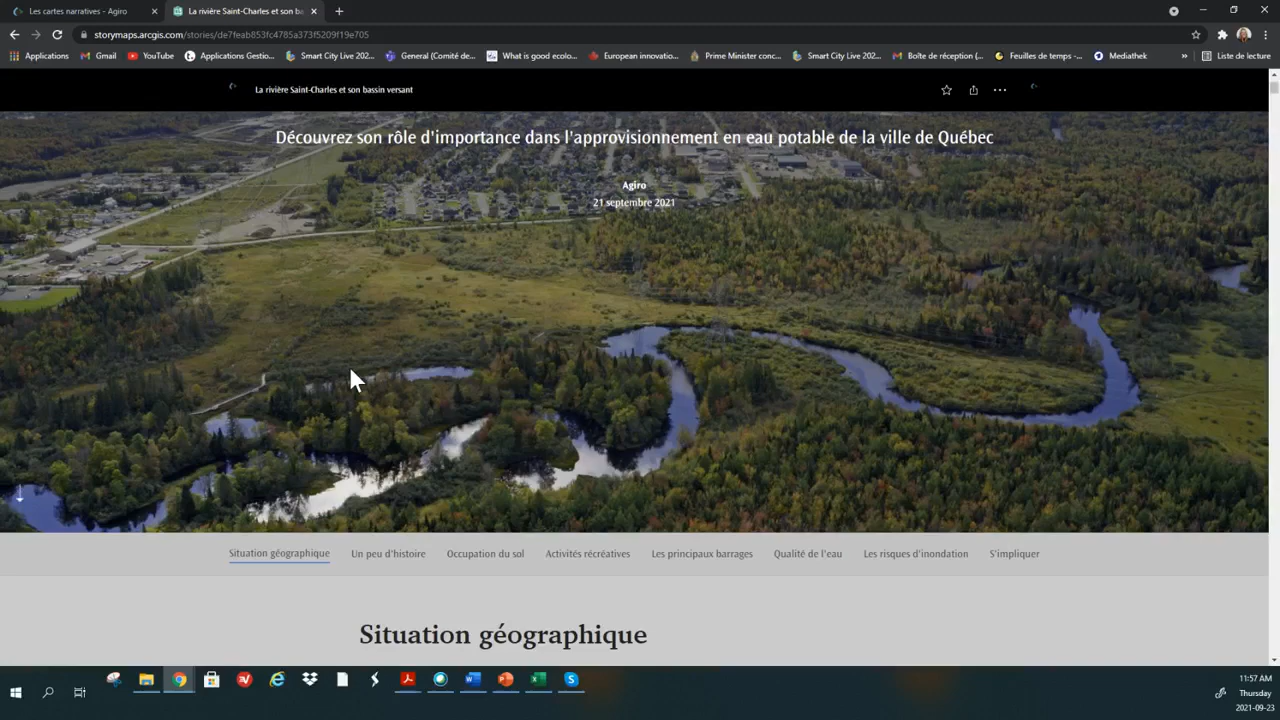 Les cartes narratives - Agiro
La rivière Saint-Charles et son ba
storymaps.arcgis.com/stories/de7feab853fc4785a373f5209f19e705
Applications
Gmail
YouTube
Applications Gestio...
Smart City Live 202...
General (Comité de...
What is good ecolo...
European innovatio...
Prime Minister conc...
Smart City Live 202...
Boîte de réception (...
Feuilles de temps -...
Mediathek
»
Liste de lecture
La rivière Saint-Charles et son bassin versant
Découvrez son rôle d'importance dans l'approvisionnement en eau potable de la ville de Québec
Agiro
21 septembre 2021
Situation géographique
Un peu d'histoire
Occupation du sol
Activités récréatives
Les principaux barrages
Qualité de l'eau
Les risques d'inondation
S'impliquer
Situation géographique
11:57 AM
Thursday
2021-09-23